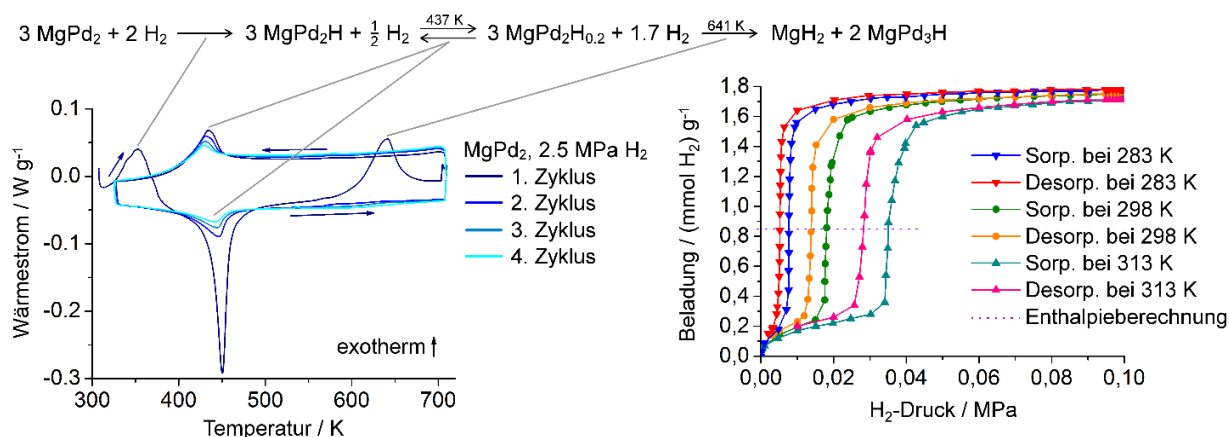 3 MgPd₂ + 2 H₂ ⟶ 3 MgPd₂H + ½ H₂ ⇌ 437 K 3 MgPd₂H₀.₂ + 1.7 H₂ ⟶ 641 K MgH₂ + 2 MgPd₃H
0.1
0.0
-0.1
-0.2
-0.3
Wärmestrom / W g⁻¹
300 400 500 600 700
Temperatur / K
exotherm ↑
MgPd₂, 2.5 MPa H₂
1. Zyklus
2. Zyklus
3. Zyklus
4. Zyklus
1.8
1.6
1.4
1,2
1,0
0,8
0,6
0,4
0,2
0,0
Beladung / (mmol H₂) g⁻¹
0,00 0,02 0,04 0,06 0,08 0,10
H₂-Druck / MPa
Sorp. bei 283 K
Desorp. bei 283 K
Sorp. bei 298 K
Desorp. bei 298 K
Sorp. bei 313 K
Desorp. bei 313 K
Enthalpieberechnung